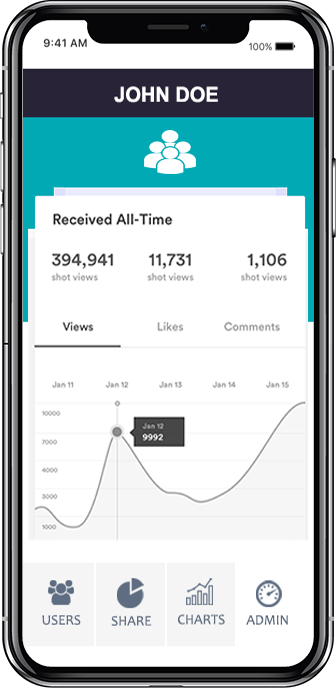 9:41 AM 100%
JOHN DOE
Received All-Time
394,941 11,731 1,106
shot views shot views shot views
Views Likes Comments
Jan 11 Jan 12 Jan 13 Jan 14 Jan 15
10000
Jan 12
9992
7000
4000
3000
1000
USERS SHARE CHARTS ADMIN